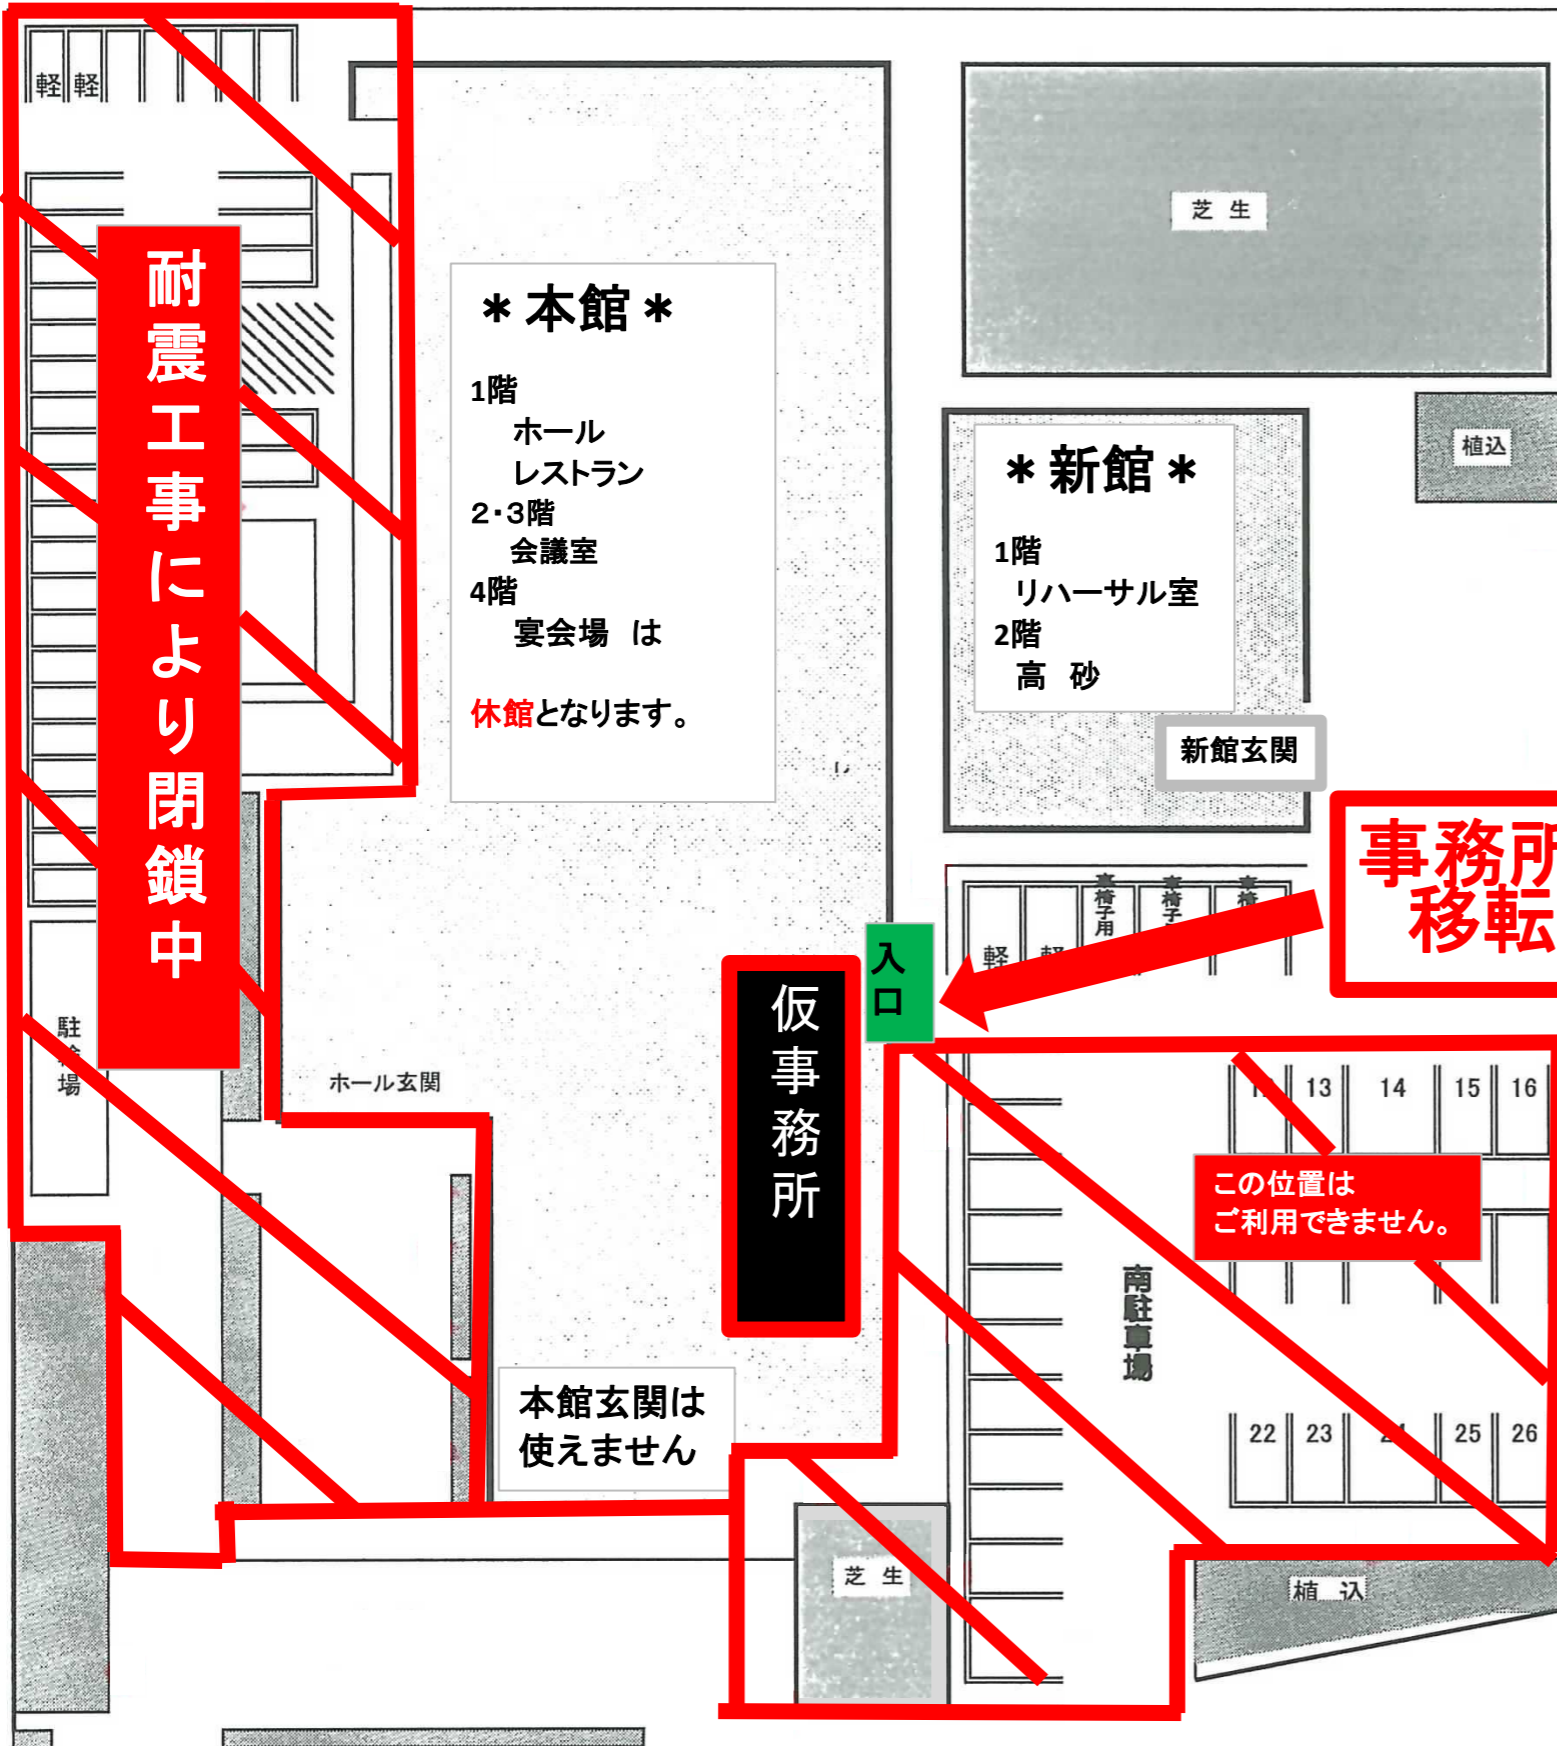 軽 軽
芝 生
耐震工事により閉鎖中
＊本館＊
1階
ホール
レストラン
2・3階
会議室
4階
宴会場 は
休館となります。
植込
＊新館＊
1階
リハーサル室
2階
高 砂
新館玄関
事務所
移転
軽
車椅子用
入口
仮事務所
駐輪場
ホール玄関
13 14 15 16
この位置は
ご利用できません。
南駐車場
本館玄関は
使えません
22 23 24 25 26
芝 生
植 込